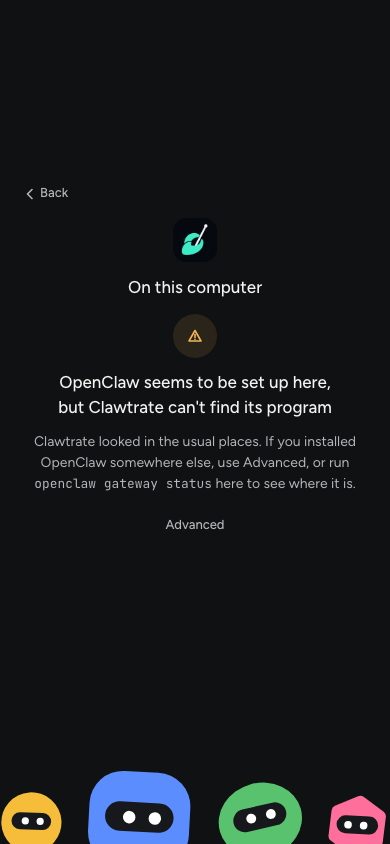 Back
On this computer
OpenClaw seems to be set up here,
but Clawtrate can't find its program
Clawtrate looked in the usual places. If you installed
OpenClaw somewhere else, use Advanced, or run
openclaw gateway status here to see where it is.
Advanced